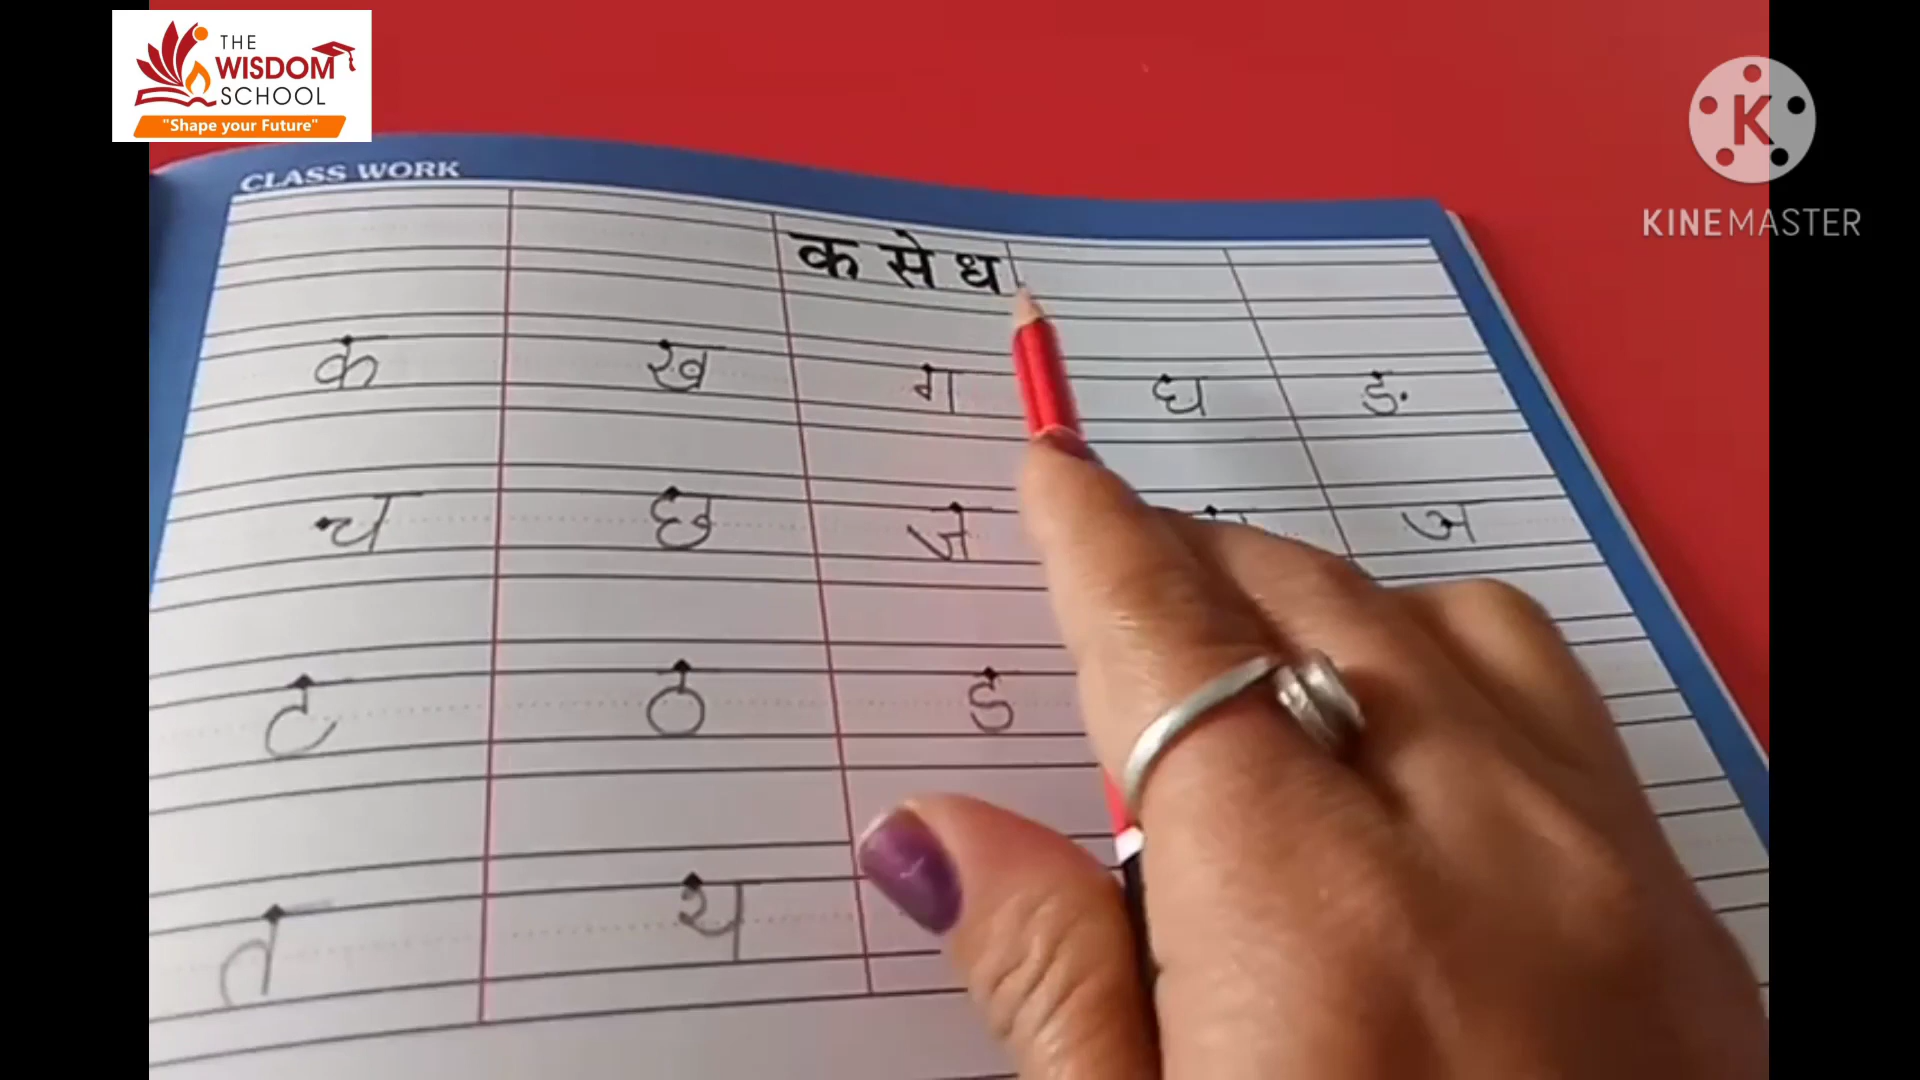 THE
WISDOM
SCHOOL
"Shape your Future"
KINEMASTER
CLASS WORK
क से ध
क ख ग घ ङ
च छ ज ञ
ट ठ ड
त थ